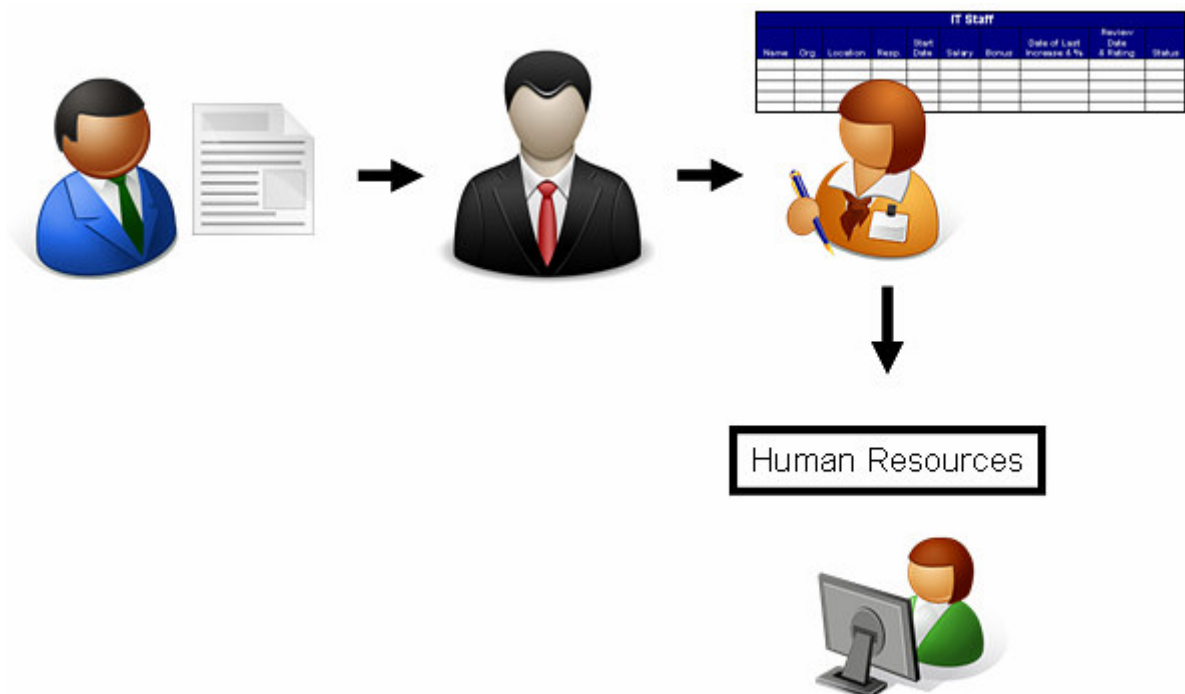 IT Staff
Name Org Location Resp. Start Date Salary Bonus Date of Last Increase & % Review Date & Rating Status
Human Resources